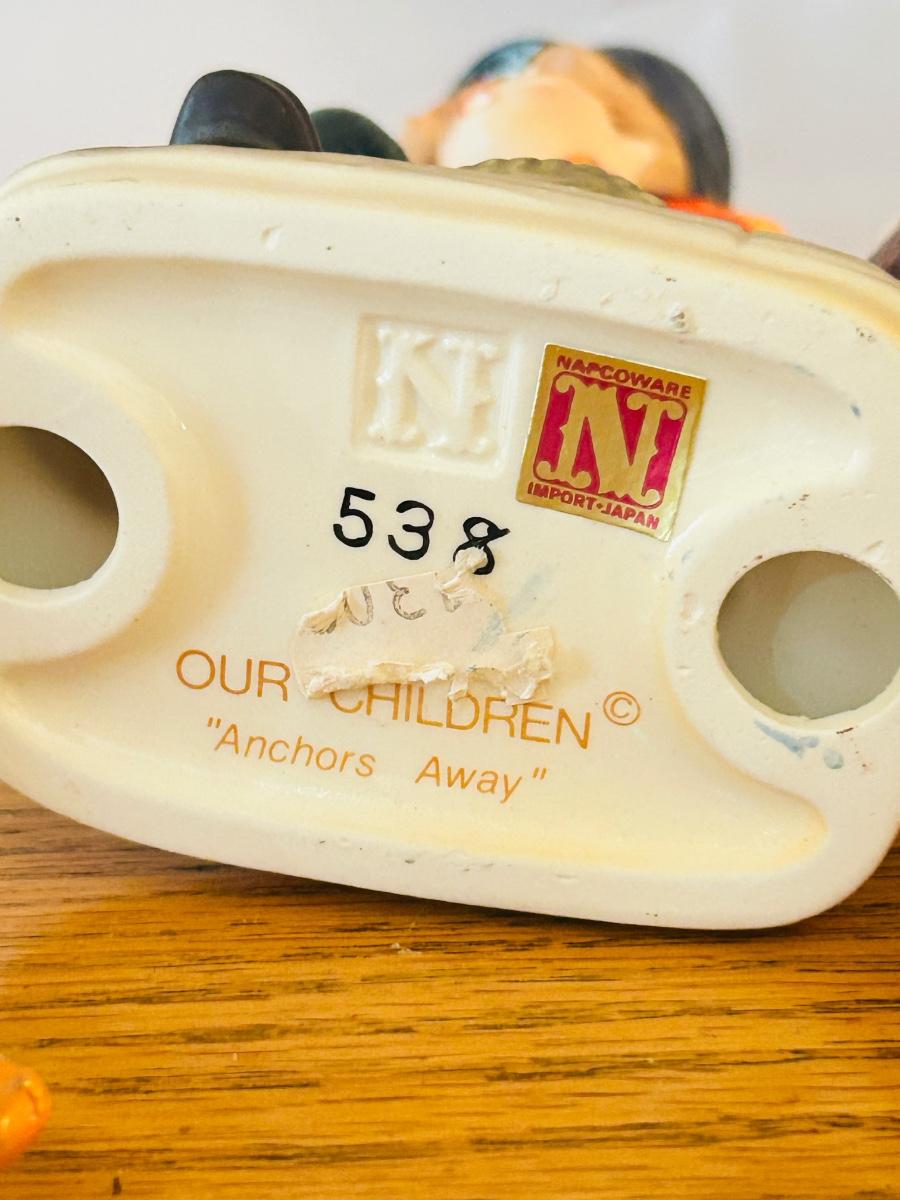 N
NAPCOWARE
N
IMPORT·JAPAN
538
OUR CHILDREN©
"Anchors Away"